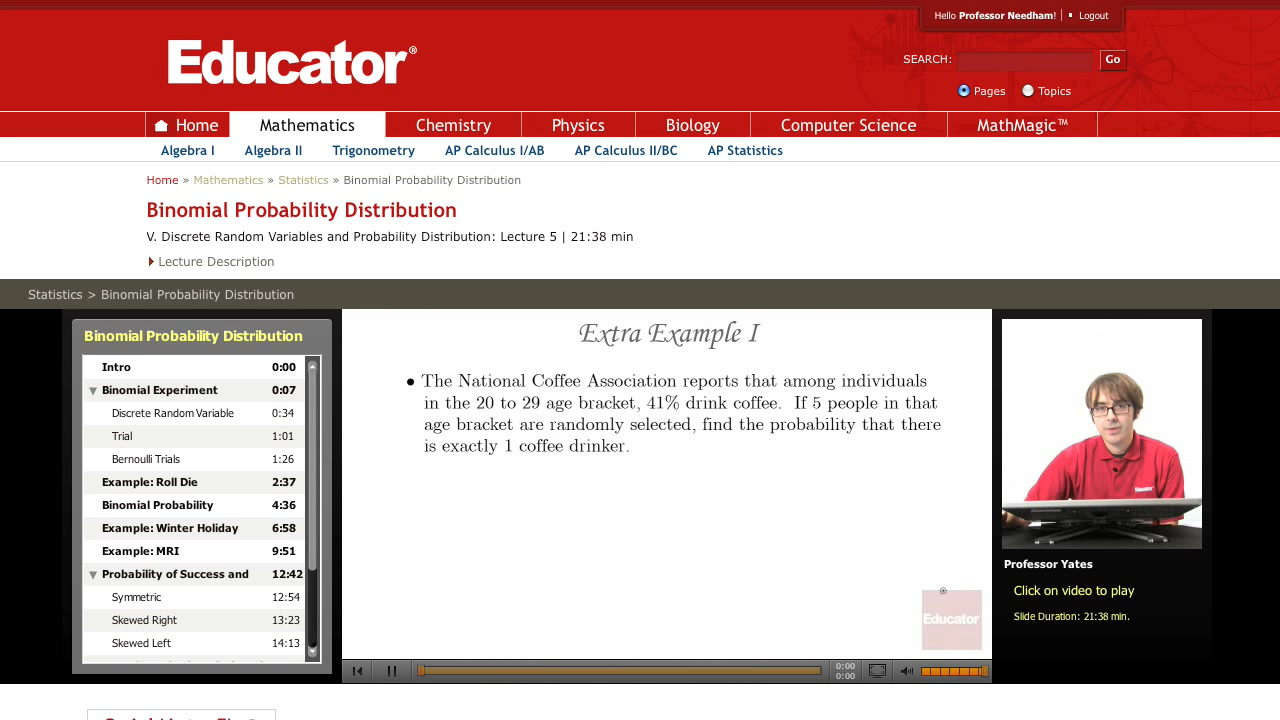 Hello Professor Needham! Logout
Educator®
SEARCH: Go
Pages Topics
Home Mathematics Chemistry Physics Biology Computer Science MathMagic™
Algebra I Algebra II Trigonometry AP Calculus I/AB AP Calculus II/BC AP Statistics
Home » Mathematics » Statistics » Binomial Probability Distribution
Binomial Probability Distribution
V. Discrete Random Variables and Probability Distribution: Lecture 5 | 21:38 min
Lecture Description
Statistics > Binomial Probability Distribution
Binomial Probability Distribution
Intro 0:00
Binomial Experiment 0:07
Discrete Random Variable 0:34
Trial 1:01
Bernoulli Trials 1:26
Example: Roll Die 2:37
Binomial Probability 4:36
Example: Winter Holiday 6:58
Example: MRI 9:51
Probability of Success and 12:42
Symmetric 12:54
Skewed Right 13:23
Skewed Left 14:13
Extra Example I
• The National Coffee Association reports that among individuals
in the 20 to 29 age bracket, 41% drink coffee. If 5 people in that
age bracket are randomly selected, find the probability that there
is exactly 1 coffee drinker.
Educator
0:00
0:00
Educator
Professor Yates
Click on video to play
Slide Duration: 21:38 min.